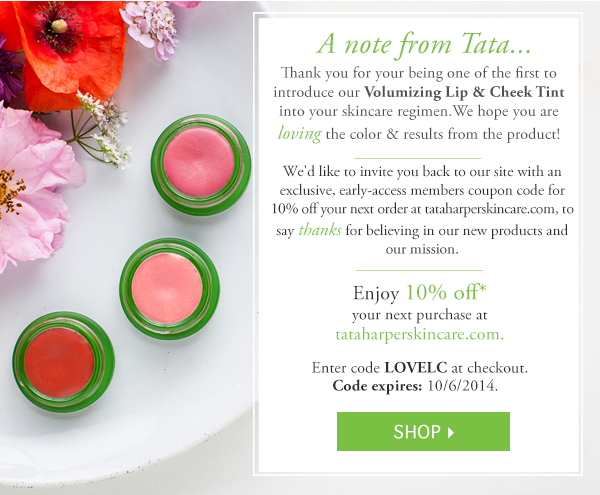 A note from Tata...
Thank you for your being one of the first to
introduce our Volumizing Lip & Cheek Tint
into your skincare regimen.We hope you are
loving the color & results from the product!
We'd like to invite you back to our site with an
exclusive, early-access members coupon code for
10% off your next order at tataharperskincare.com, to
say thanks for believing in our new products and
our mission.
Enjoy 10% off*
your next purchase at
tataharperskincare.com.
Enter code LOVELC at checkout.
Code expires: 10/6/2014.
SHOP